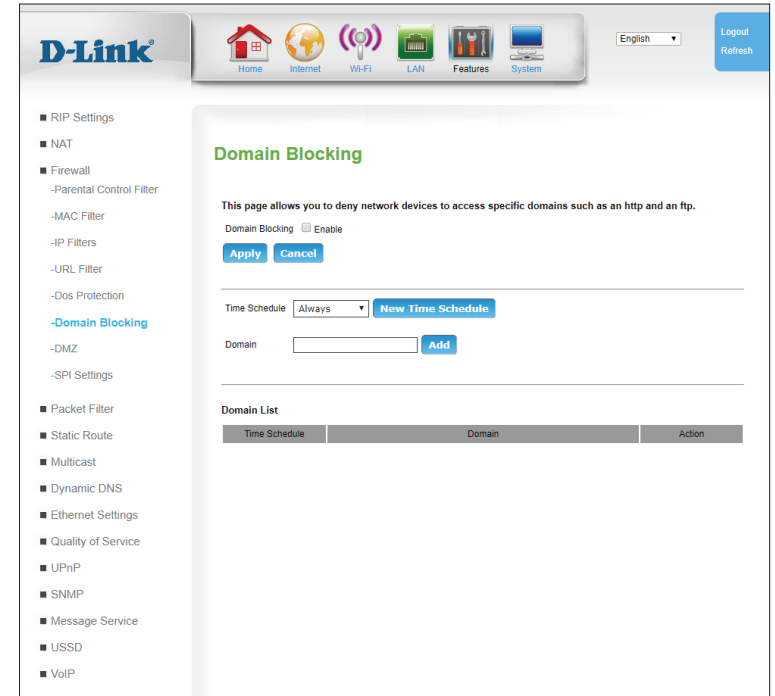 D-Link
Home Internet Wi-Fi LAN Features System
English
Logout
Refresh
RIP Settings
NAT
Firewall
-Parental Control Filter
-MAC Filter
-IP Filters
-URL Filter
-Dos Protection
-Domain Blocking
-DMZ
-SPI Settings
Packet Filter
Static Route
Multicast
Dynamic DNS
Ethernet Settings
Quality of Service
UPnP
SNMP
Message Service
USSD
VoIP
Domain Blocking
This page allows you to deny network devices to access specific domains such as an http and an ftp.
Domain Blocking Enable
Apply Cancel
Time Schedule Always New Time Schedule
Domain Add
Domain List
Time Schedule Domain Action